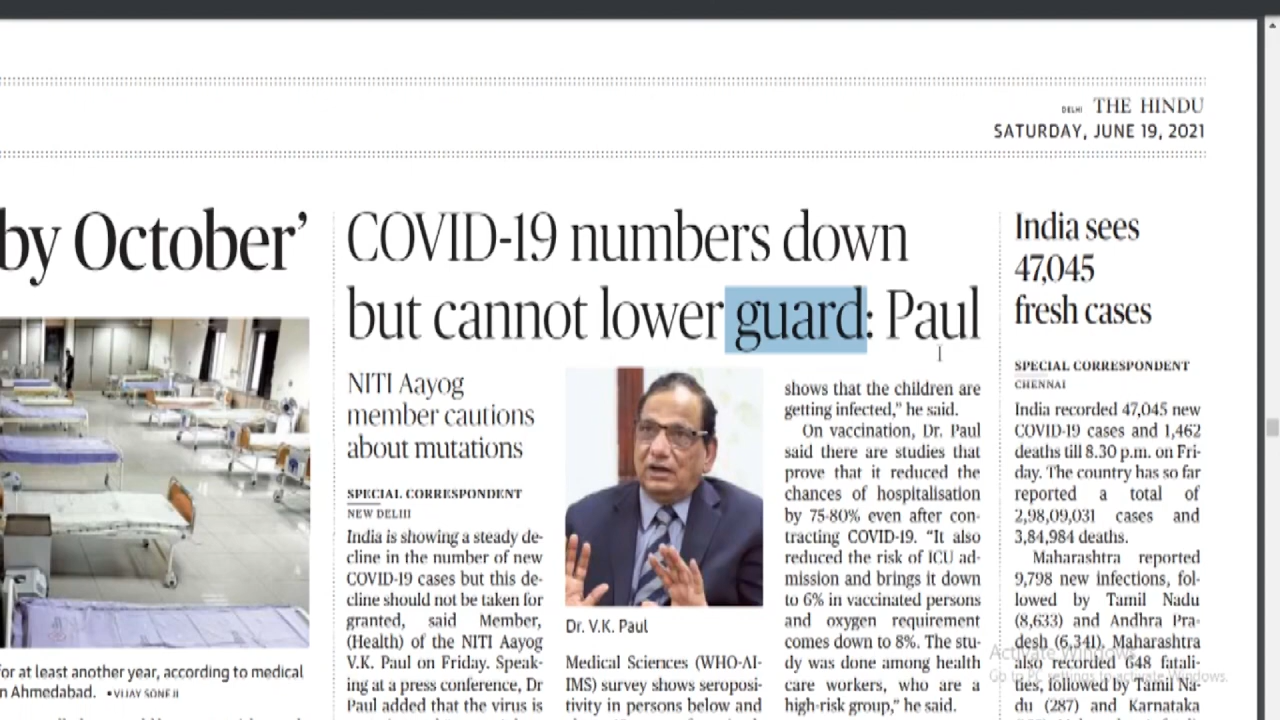 DELHI THE HINDU
SATURDAY, JUNE 19, 2021
by October’
for at least another year, according to medical
n Ahmedabad. •VIJAY SONEJI
COVID-19 numbers down
but cannot lower guard: Paul
NITI Aayog
member cautions
about mutations
SPECIAL CORRESPONDENT
NEW DELHI
India is showing a steady de-
cline in the number of new
COVID-19 cases but this de-
cline should not be taken for
granted, said Member,
(Health) of the NITI Aayog
V.K. Paul on Friday. Speak-
ing at a press conference, Dr
Paul added that the virus is
Dr. V.K. Paul
Medical Sciences (WHO-AI-
IMS) survey shows seroposi-
tivity in persons below and
shows that the children are
getting infected,” he said.
On vaccination, Dr. Paul
said there are studies that
prove that it reduced the
chances of hospitalisation
by 75-80% even after con-
tracting COVID-19. “It also
reduced the risk of ICU ad-
mission and brings it down
to 6% in vaccinated persons
and oxygen requirement
comes down to 8%. The stu-
dy was done among health
care workers, who are a
high-risk group,” he said.
India sees
47,045
fresh cases
SPECIAL CORRESPONDENT
CHENNAI
India recorded 47,045 new
COVID-19 cases and 1,462
deaths till 8.30 p.m. on Fri-
day. The country has so far
reported a total of
2,98,09,031 cases and
3,84,984 deaths.
Maharashtra reported
9,798 new infections, fol-
lowed by Tamil Nadu
(8,633) and Andhra Pra-
desh (6,341). Maharashtra
also recorded 648 fatali-
ties, followed by Tamil Na-
du (287) and Karnataka
Activate Windows
Go to PC settings to activate Windows.